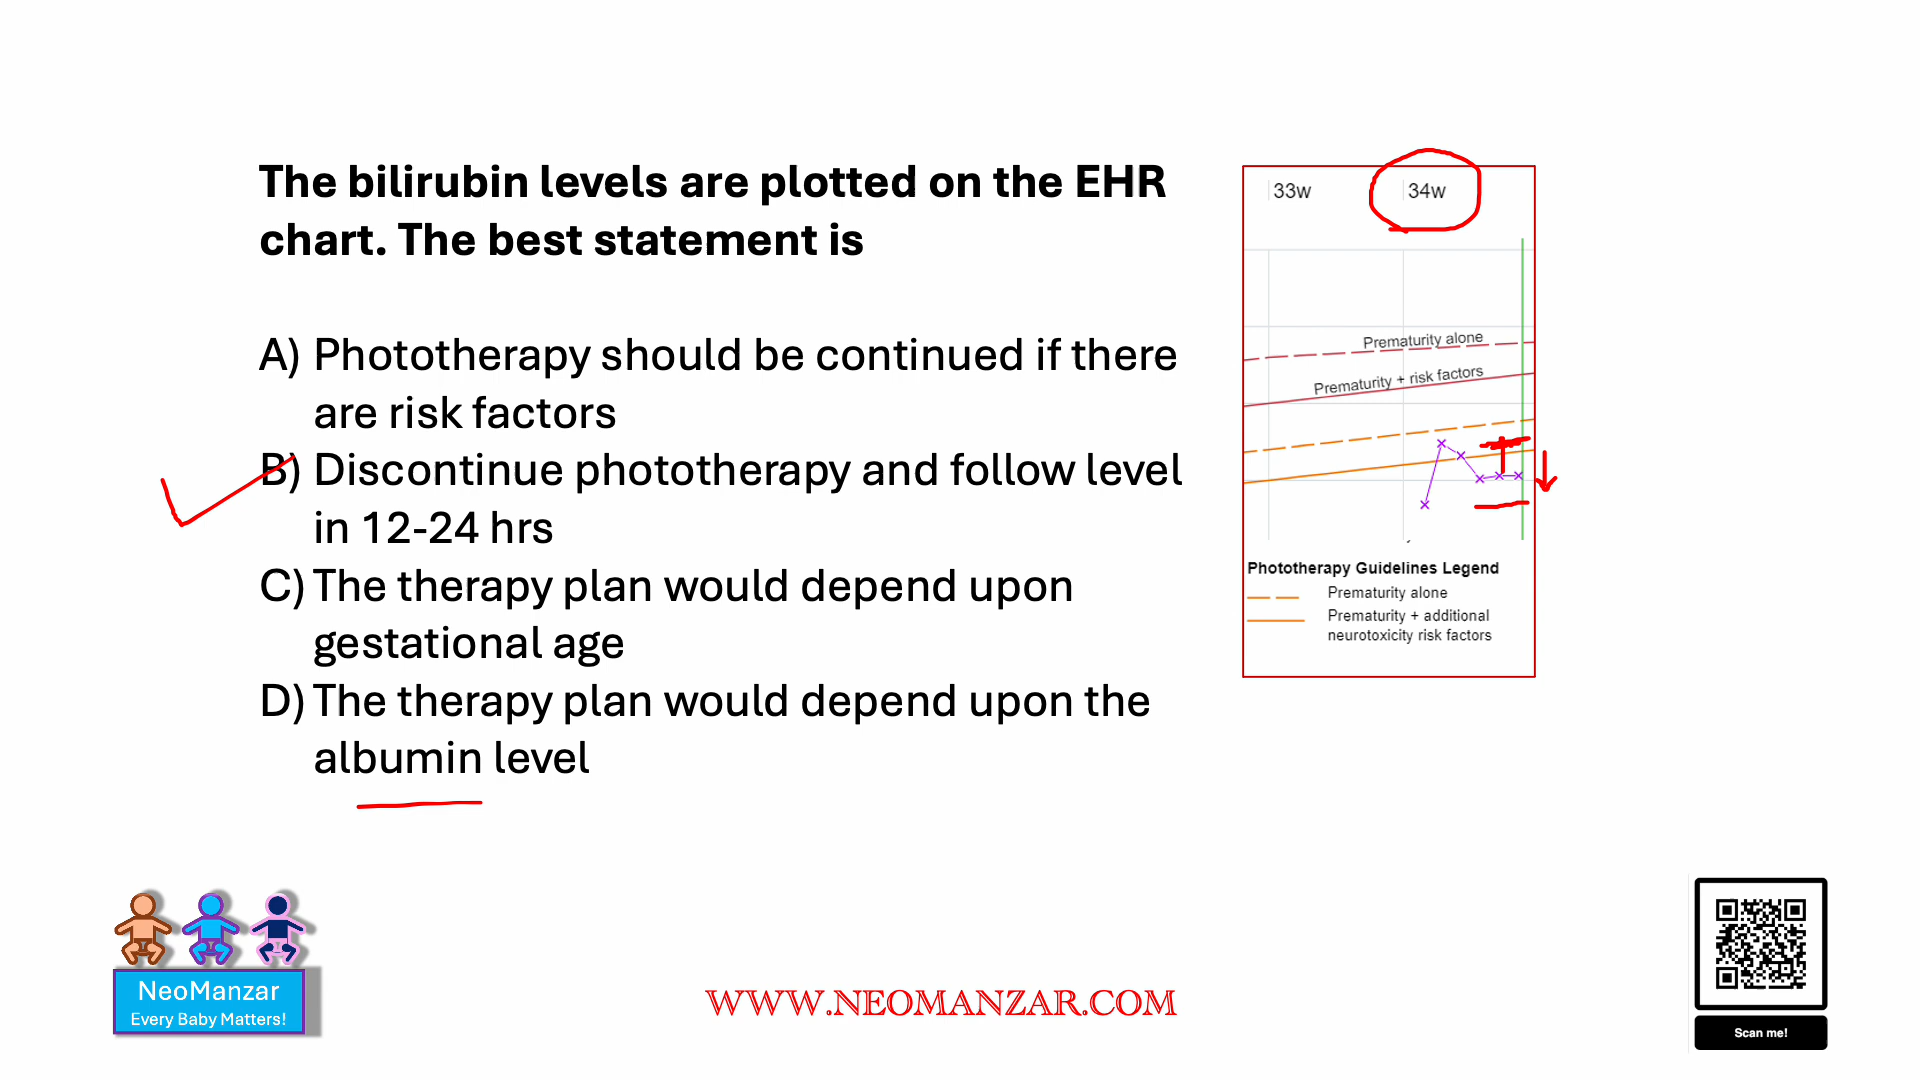 The bilirubin levels are plotted on the EHR
chart. The best statement is
A) Phototherapy should be continued if there
are risk factors
B) Discontinue phototherapy and follow level
in 12-24 hrs
C) The therapy plan would depend upon
gestational age
D) The therapy plan would depend upon the
albumin level
33w
34w
Prematurity alone
Prematurity + risk factors
Phototherapy Guidelines Legend
Prematurity alone
Prematurity + additional
neurotoxicity risk factors
NeoManzar
Every Baby Matters!
WWW.NEOMANZAR.COM
Scan me!